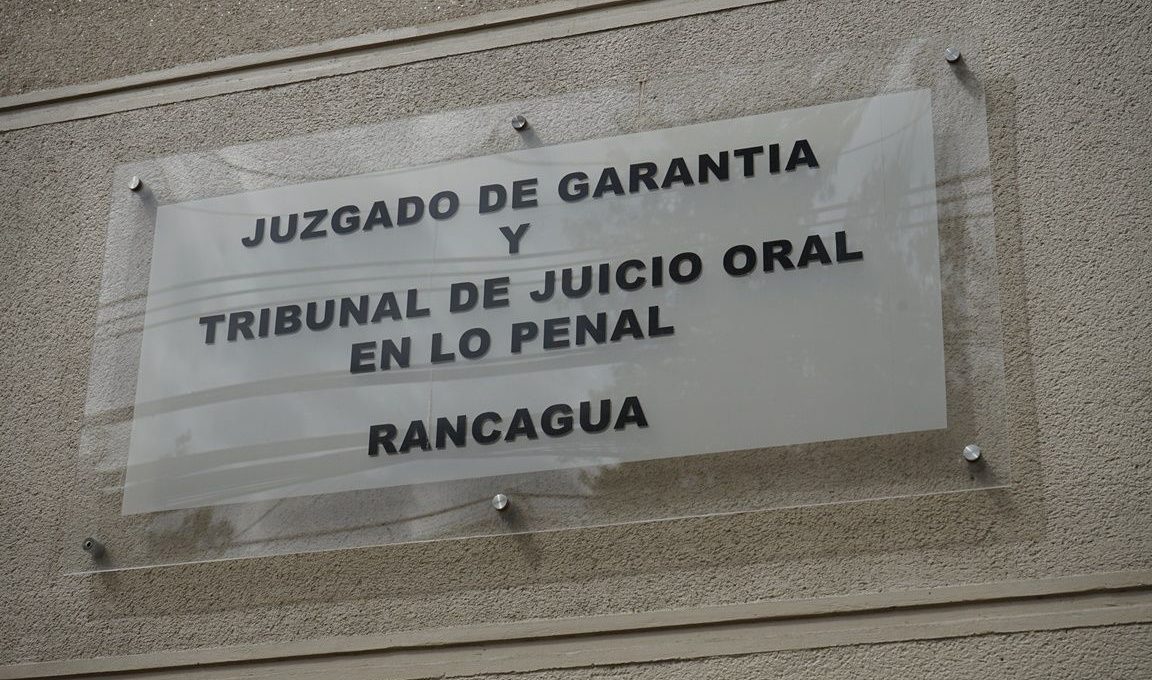 JUZGADO DE GARANTIA
Y
TRIBUNAL DE JUICIO ORAL
EN LO PENAL
RANCAGUA